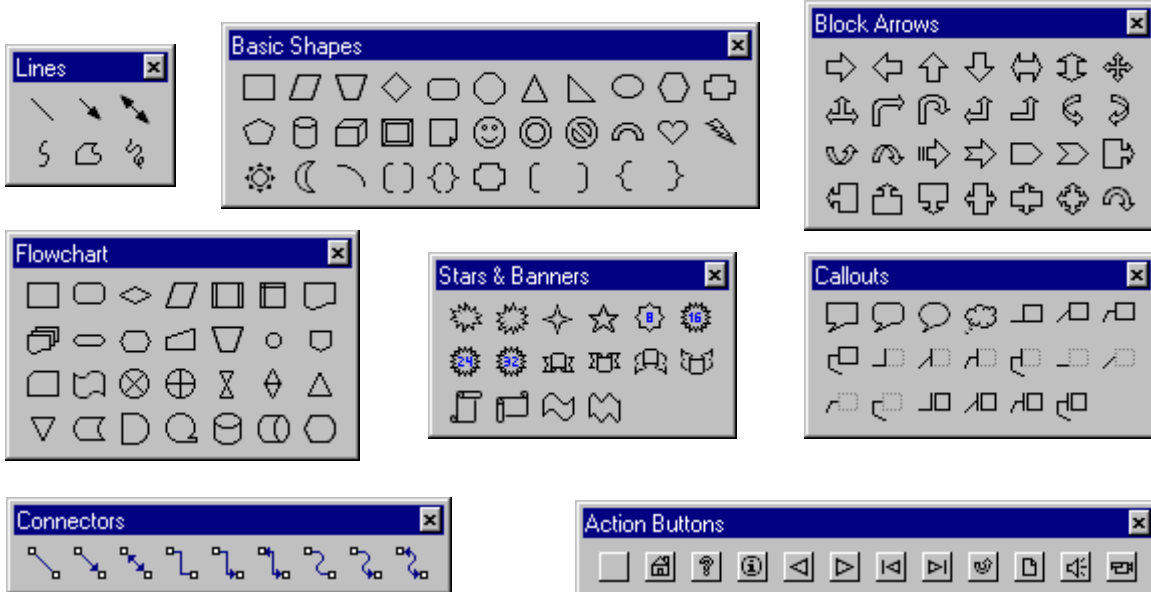 Lines
Basic Shapes
Block Arrows
Flowchart
Stars & Banners
8
16
24
32
Callouts
Connectors
Action Buttons
?
i